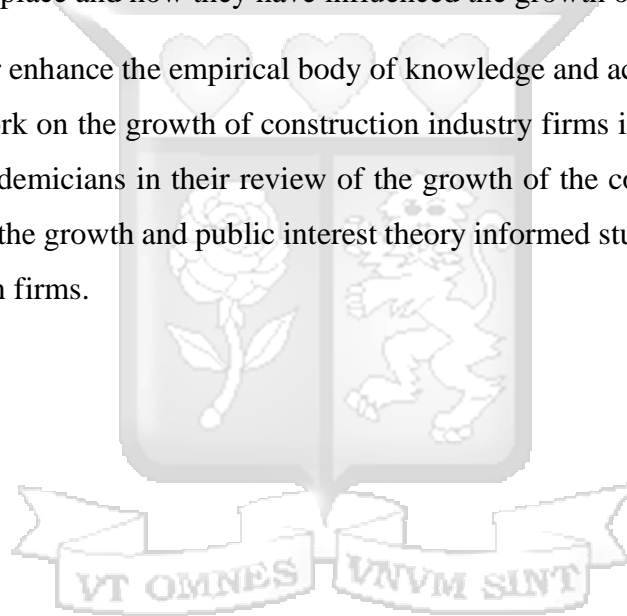 place and how they have influenced the growth o
r enhance the empirical body of knowledge and ac
ork on the growth of construction industry firms i
demicians in their review of the growth of the co
the growth and public interest theory informed stu
n firms.
VT OMNES VNVM SINT